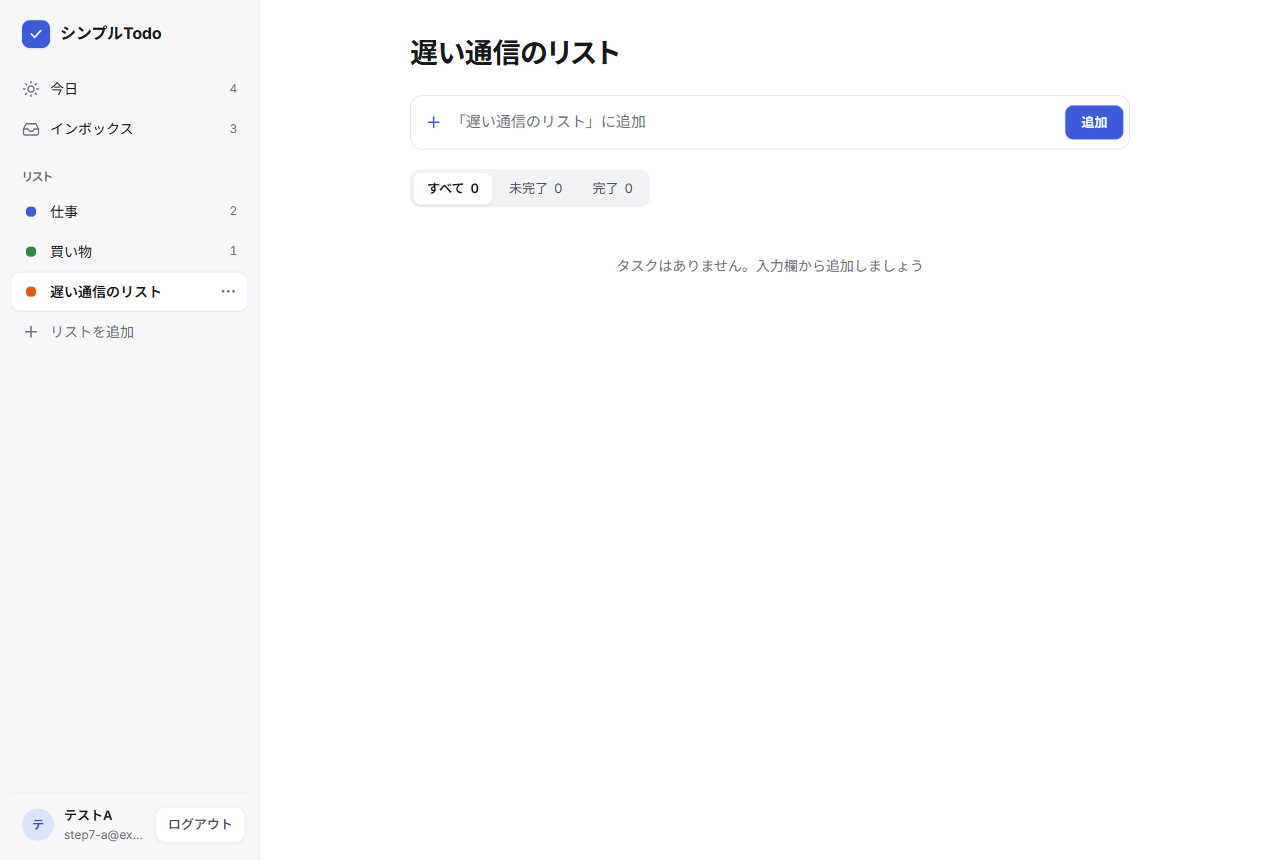 シンプルTodo
今日 4
インボックス 3
リスト
仕事 2
買い物 1
遅い通信のリスト ···
リストを追加
テ
テストA
step7-a@ex...
ログアウト
遅い通信のリスト
「遅い通信のリスト」に追加
追加
すべて 0 未完了 0 完了 0
タスクはありません。入力欄から追加しましょう